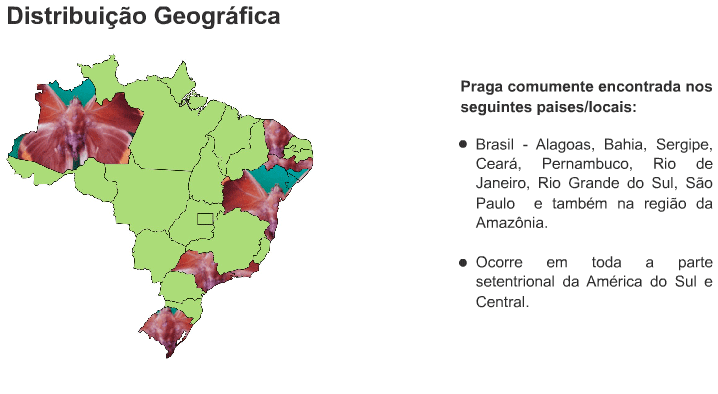 Distribuição Geográfica
Praga comumente encontrada nos
seguintes paises/locais:
● Brasil - Alagoas, Bahia, Sergipe,
Ceará, Pernambuco, Rio de
Janeiro, Rio Grande do Sul, São
Paulo e também na região da
Amazônia.
● Ocorre em toda a parte
setentrional da América do Sul e
Central.